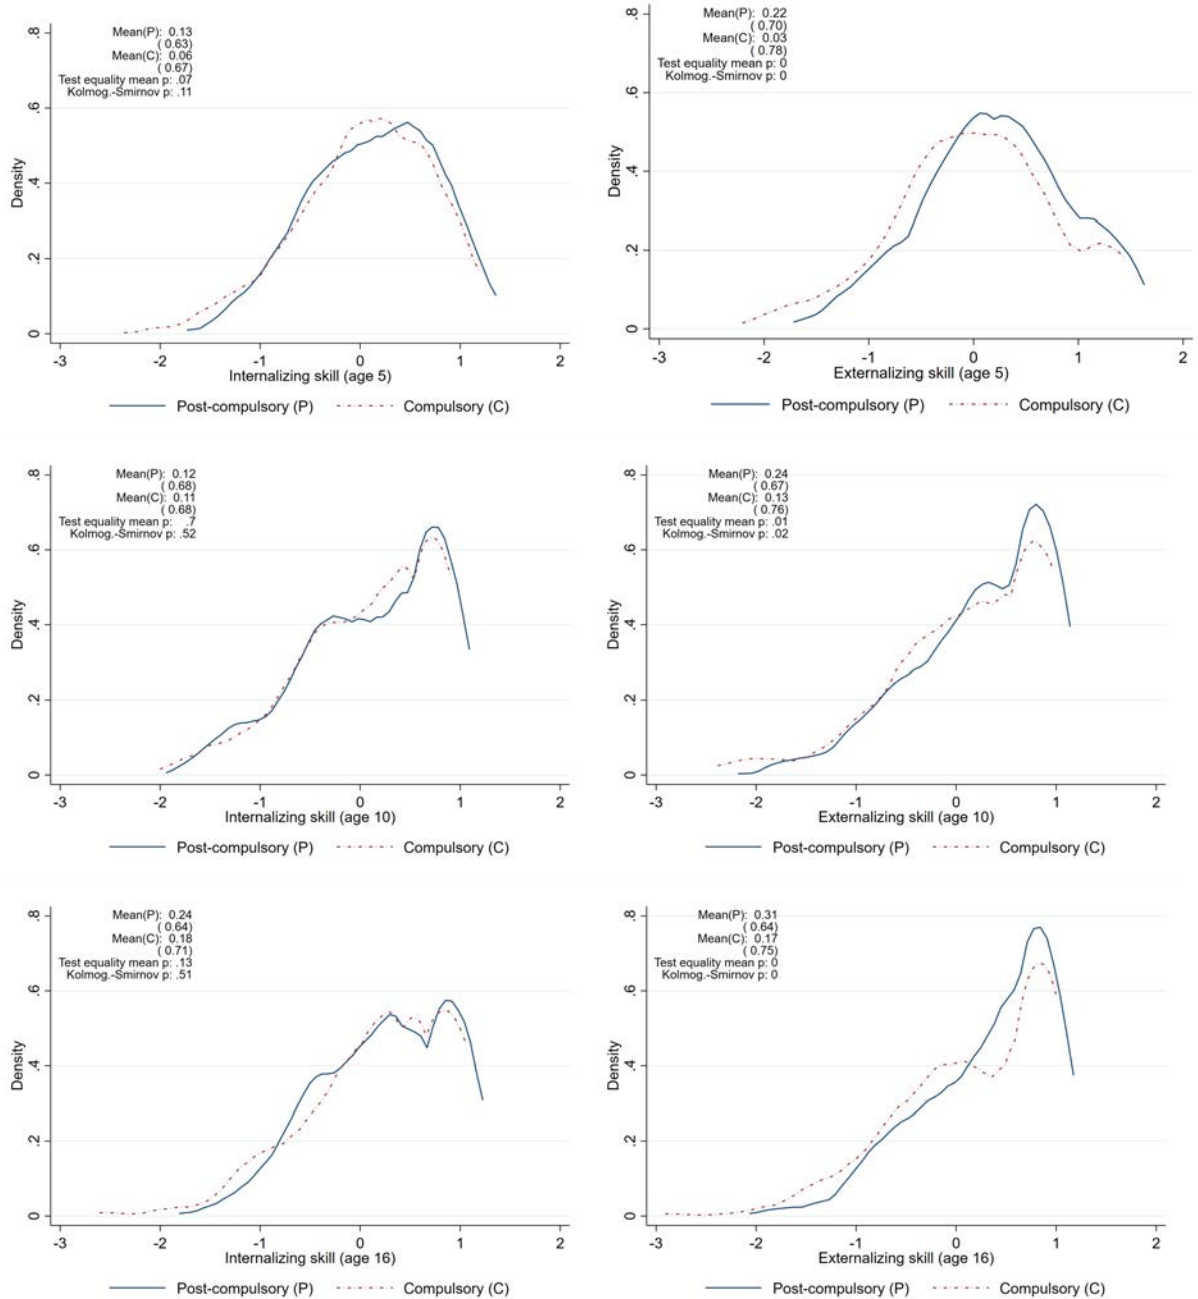 Mean(P): 0.13
( 0.63)
Mean(C): 0.06
( 0.67)
Test equality mean p: .07
Kolmog.-Smirnov p: .11
.8
.6
.4
.2
0
Density
-3 -2 -1 0 1 2
Internalizing skill (age 5)
Post-compulsory (P) Compulsory (C)
Mean(P): 0.22
( 0.70)
Mean(C): 0.03
( 0.78)
Test equality mean p: 0
Kolmog.-Smirnov p: 0
.8
.6
.4
.2
0
Density
-3 -2 -1 0 1 2
Externalizing skill (age 5)
Post-compulsory (P) Compulsory (C)
Mean(P): 0.12
( 0.68)
Mean(C): 0.11
( 0.68)
Test equality mean p: .7
Kolmog.-Smirnov p: .52
.8
.6
.4
.2
0
Density
-3 -2 -1 0 1 2
Internalizing skill (age 10)
Post-compulsory (P) Compulsory (C)
Mean(P): 0.24
( 0.67)
Mean(C): 0.13
( 0.76)
Test equality mean p: .01
Kolmog.-Smirnov p: .02
.8
.6
.4
.2
0
Density
-3 -2 -1 0 1 2
Externalizing skill (age 10)
Post-compulsory (P) Compulsory (C)
Mean(P): 0.24
( 0.64)
Mean(C): 0.18
( 0.71)
Test equality mean p: .13
Kolmog.-Smirnov p: .51
.8
.6
.4
.2
0
Density
-3 -2 -1 0 1 2
Internalizing skill (age 16)
Post-compulsory (P) Compulsory (C)
Mean(P): 0.31
( 0.64)
Mean(C): 0.17
( 0.75)
Test equality mean p: 0
Kolmog.-Smirnov p: 0
.8
.6
.4
.2
0
Density
-3 -2 -1 0 1 2
Externalizing skill (age 16)
Post-compulsory (P) Compulsory (C)